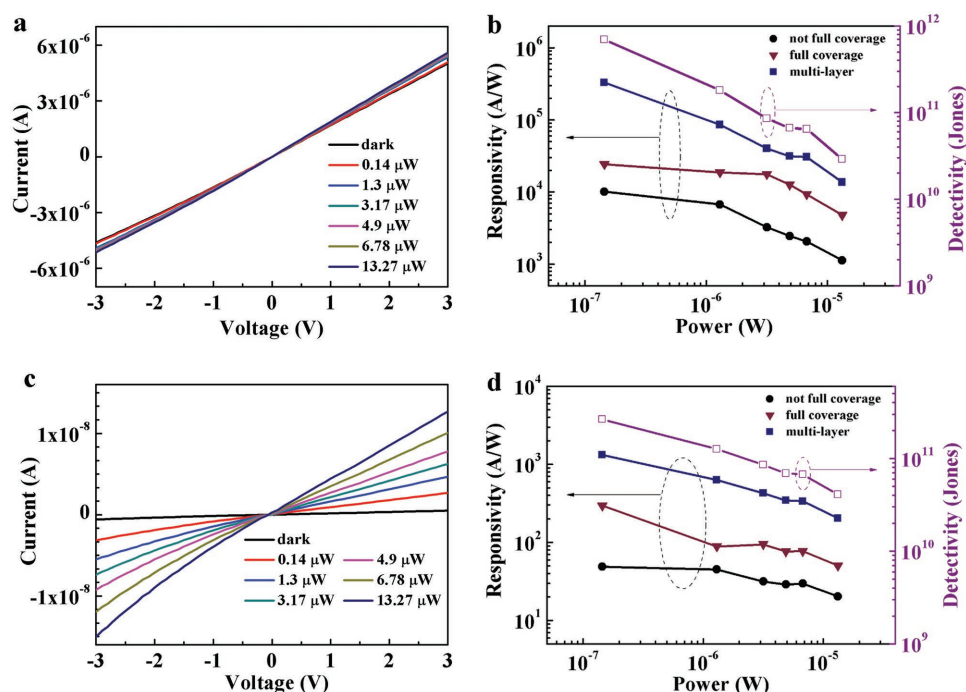 a
6x10⁻⁶
3x10⁻⁶
0
-3x10⁻⁶
-6x10⁻⁶
Current (A)
dark
0.14 μW
1.3 μW
3.17 μW
4.9 μW
6.78 μW
13.27 μW
-3 -2 -1 0 1 2 3
Voltage (V)
b
10⁶
10⁵
10⁴
10³
Responsivity (A/W)
not full coverage
full coverage
multi-layer
10¹²
10¹¹
10¹⁰
10⁹
Detectivity (Jones)
10⁻⁷ 10⁻⁶ 10⁻⁵
Power (W)
c
1x10⁻⁸
0
-1x10⁻⁸
Current (A)
dark
0.14 μW 4.9 μW
1.3 μW 6.78 μW
3.17 μW 13.27 μW
-3 -2 -1 0 1 2 3
Voltage (V)
d
10⁴
10³
10²
10¹
Responsivity (A/W)
not full coverage
full coverage
multi-layer
10¹¹
10¹⁰
10⁹
Detectivity (Jones)
10⁻⁷ 10⁻⁶ 10⁻⁵
Power (W)